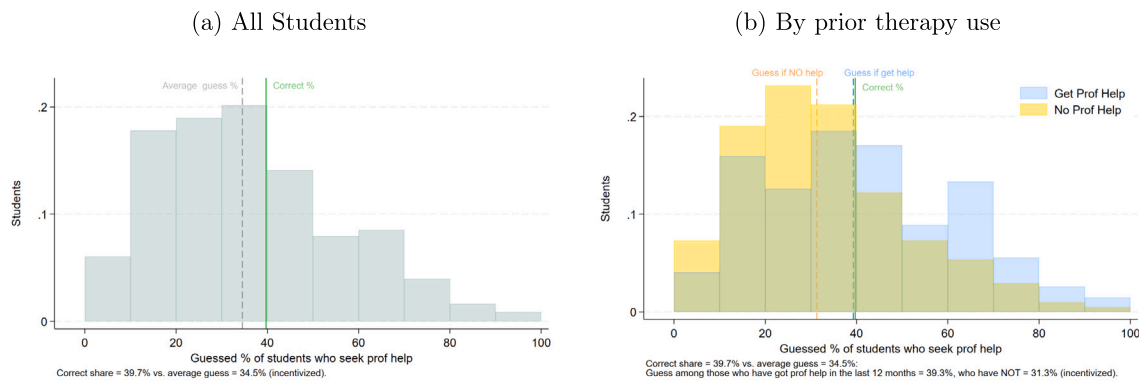 (a) All Students
Average guess %
Correct %
.2
.1
0
Students
0 20 40 60 80 100
Guessed % of students who seek prof help
Correct share = 39.7% vs. average guess = 34.5% (incentivized).
(b) By prior therapy use
Guess if NO help
Guess if get help
Correct %
Get Prof Help
No Prof Help
.2
.1
0
Students
0 20 40 60 80 100
Guessed % of students who seek prof help
Correct share = 39.7% vs. average guess = 34.5%:
Guess among those who have got prof help in the last 12 months = 39.3%, who have NOT = 31.3% (incentivized).